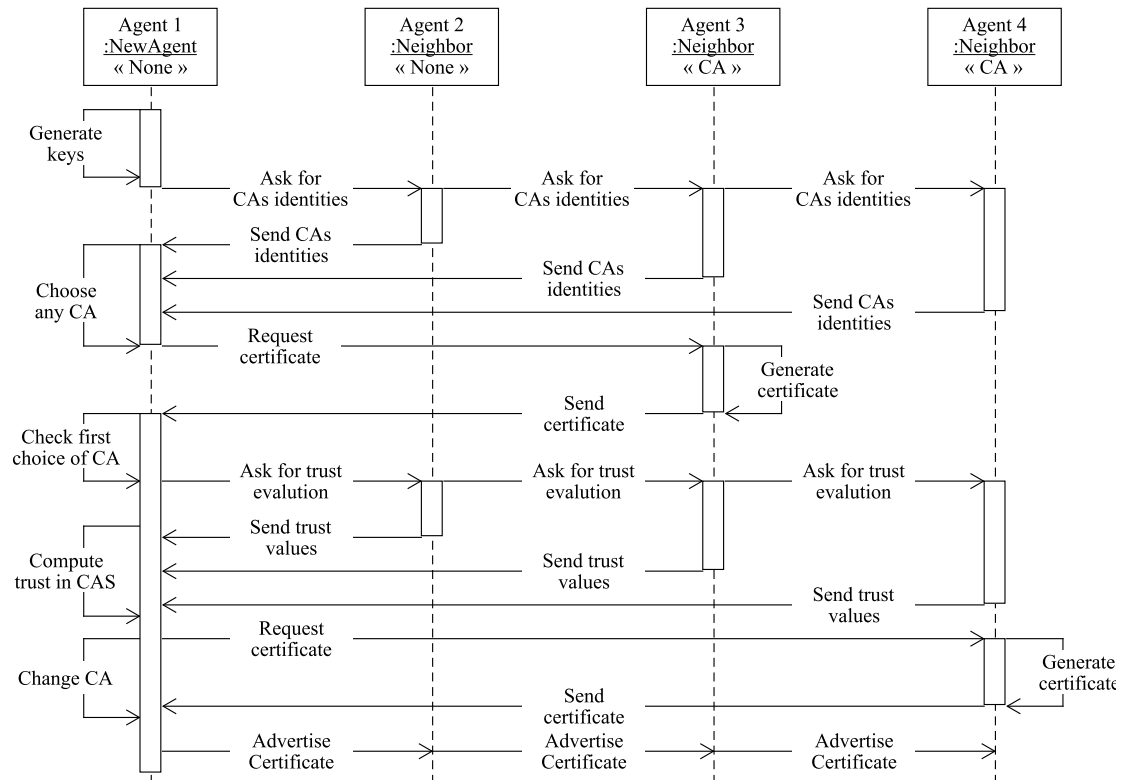 Agent 1
:NewAgent
« None »
Agent 2
:Neighbor
« None »
Agent 3
:Neighbor
« CA »
Agent 4
:Neighbor
« CA »
Generate
keys
Ask for
CAs identities
Ask for
CAs identities
Ask for
CAs identities
Send CAs
identities
Send CAs
identities
Send CAs
identities
Choose
any CA
Request
certificate
Generate
certificate
Send
certificate
Check first
choice of CA
Ask for trust
evalution
Ask for trust
evalution
Ask for trust
evalution
Send trust
values
Send trust
values
Send trust
values
Compute
trust in CAS
Request
certificate
Generate
certificate
Change CA
Send
certificate
Advertise
Certificate
Advertise
Certificate
Advertise
Certificate